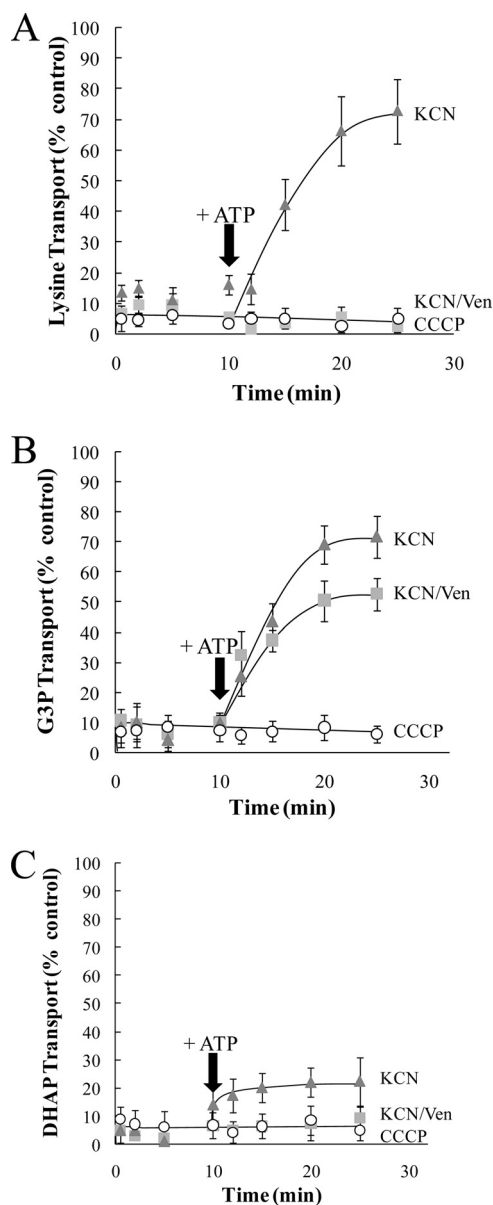 A
Lysine Transport (% control)
100
90
80
70
60
50
40
30
20
10
0
0
10
20
30
Time (min)
+ ATP
KCN
KCN/Ven
CCCP
B
G3P Transport (% control)
100
90
80
70
60
50
40
30
20
10
0
0
10
20
30
Time (min)
+ ATP
KCN
KCN/Ven
CCCP
C
DHAP Transport (% control)
100
90
80
70
60
50
40
30
20
10
0
0
10
20
30
Time (min)
+ ATP
KCN
KCN/Ven
CCCP